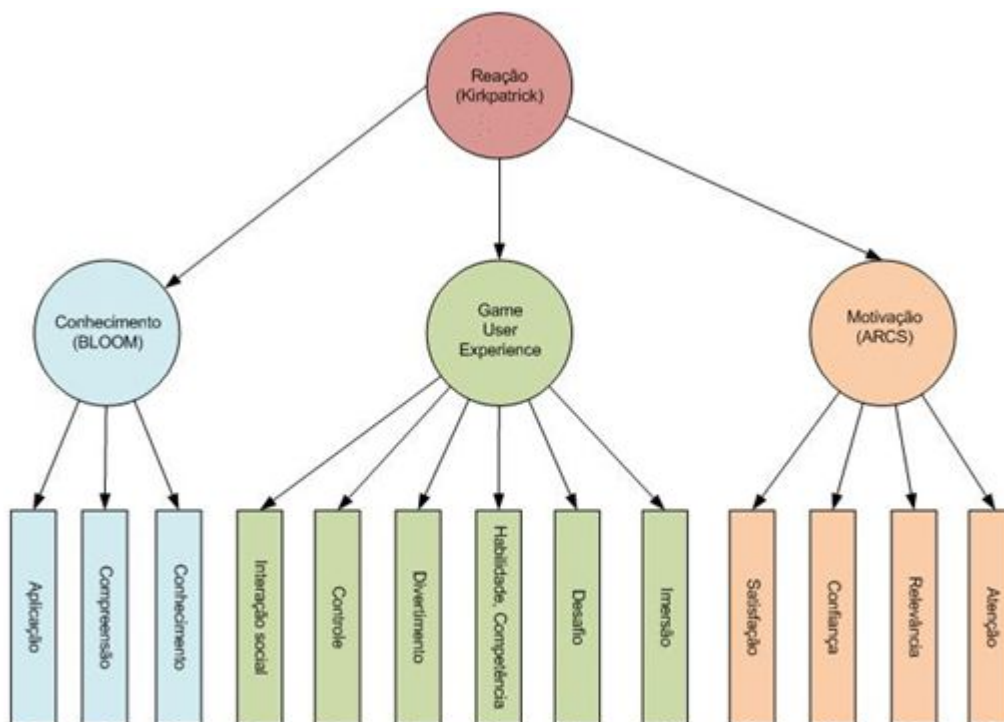 Reação
(Kirkpatrick)
Conhecimento
(BLOOM)
Game
User
Experience
Motivação
(ARCS)
Aplicação
Compreensão
Conhecimento
Interação social
Controle
Divertimento
Habilidade, Competência
Desafio
Imersão
Satisfação
Confiança
Relevância
Atenção